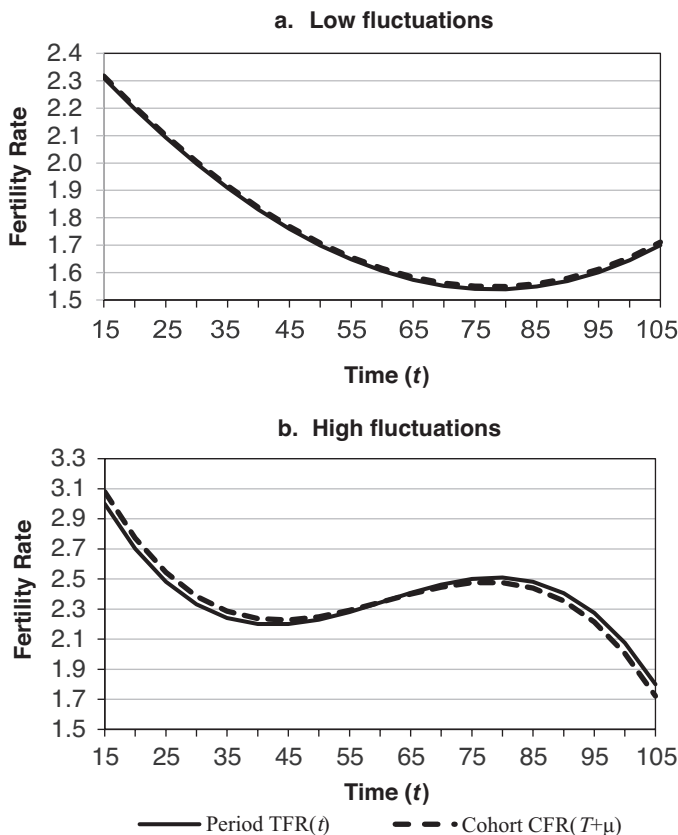 a. Low fluctuations
Fertility Rate
2.4
2.3
2.2
2.1
2.0
1.9
1.8
1.7
1.6
1.5
15 25 35 45 55 65 75 85 95 105
Time (t)
b. High fluctuations
Fertility Rate
3.3
3.1
2.9
2.7
2.5
2.3
2.1
1.9
1.7
1.5
15 25 35 45 55 65 75 85 95 105
Time (t)
Period TFR(t) Cohort CFR(T+μ)